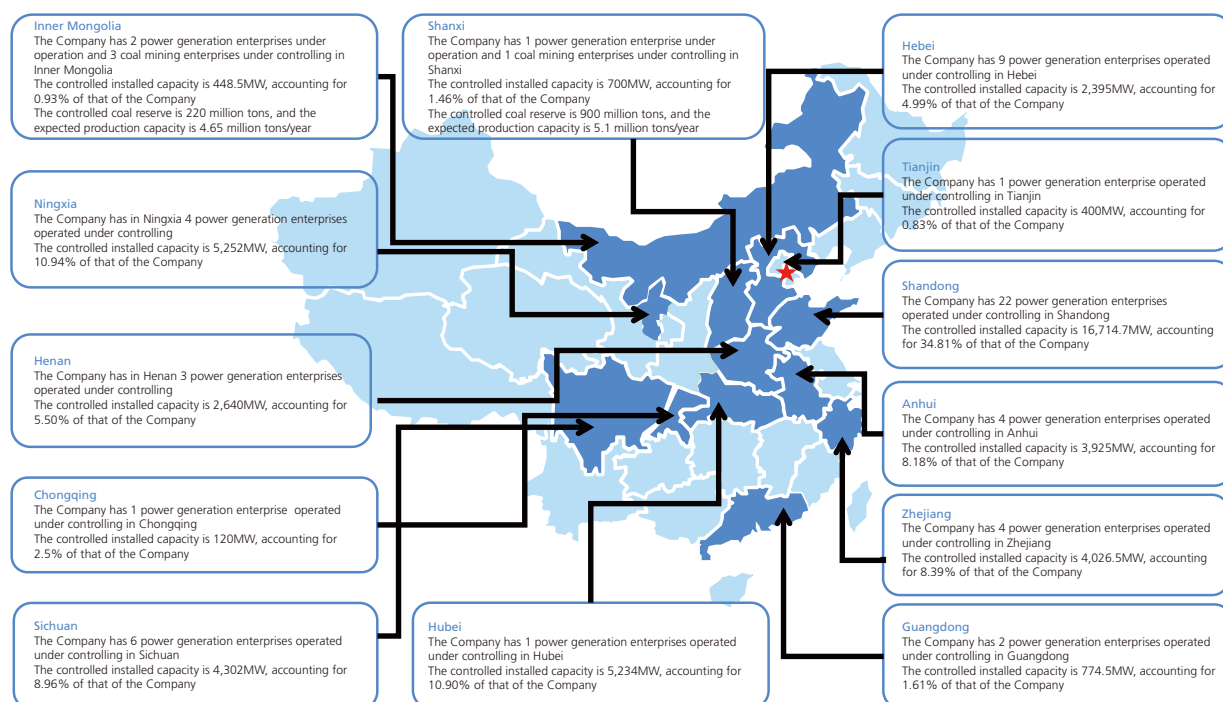 Inner Mongolia
The Company has 2 power generation enterprises under
operation and 3 coal mining enterprises under controlling in
Inner Mongolia
The controlled installed capacity is 448.5MW, accounting for
0.93% of that of the Company
The controlled coal reserve is 220 million tons, and the
expected production capacity is 4.65 million tons/year
Shanxi
The Company has 1 power generation enterprise under
operation and 1 coal mining enterprises under controlling in
Shanxi
The controlled installed capacity is 700MW, accounting for
1.46% of that of the Company
The controlled coal reserve is 900 million tons, and the
expected production capacity is 5.1 million tons/year
Hebei
The Company has 9 power generation enterprises operated
under controlling in Hebei
The controlled installed capacity is 2,395MW, accounting for
4.99% of that of the Company
Tianjin
The Company has 1 power generation enterprise operated
under controlling in Tianjin
The controlled installed capacity is 400MW, accounting for
0.83% of that of the Company
Ningxia
The Company has in Ningxia 4 power generation enterprises
operated under controlling
The controlled installed capacity is 5,252MW, accounting for
10.94% of that of the Company
Shandong
The Company has 22 power generation enterprises
operated under controlling in Shandong
The controlled installed capacity is 16,714.7MW, accounting
for 34.81% of that of the Company
Henan
The Company has in Henan 3 power generation enterprises
operated under controlling
The controlled installed capacity is 2,640MW, accounting for
5.50% of that of the Company
Anhui
The Company has 4 power generation enterprises operated
under controlling in Anhui
The controlled installed capacity is 3,925MW, accounting for
8.18% of that of the Company
Chongqing
The Company has 1 power generation enterprise operated
under controlling in Chongqing
The controlled installed capacity is 120MW, accounting for
2.5% of that of the Company
Zhejiang
The Company has 4 power generation enterprises operated
under controlling in Zhejiang
The controlled installed capacity is 4,026.5MW, accounting
for 8.39% of that of the Company
Sichuan
The Company has 6 power generation enterprises operated
under controlling in Sichuan
The controlled installed capacity is 4,302MW, accounting for
8.96% of that of the Company
Hubei
The Company has 1 power generation enterprises operated
under controlling in Hubei
The controlled installed capacity is 5,234MW, accounting for
10.90% of that of the Company
Guangdong
The Company has 2 power generation enterprises operated
under controlling in Guangdong
The controlled installed capacity is 774.5MW, accounting for
1.61% of that of the Company